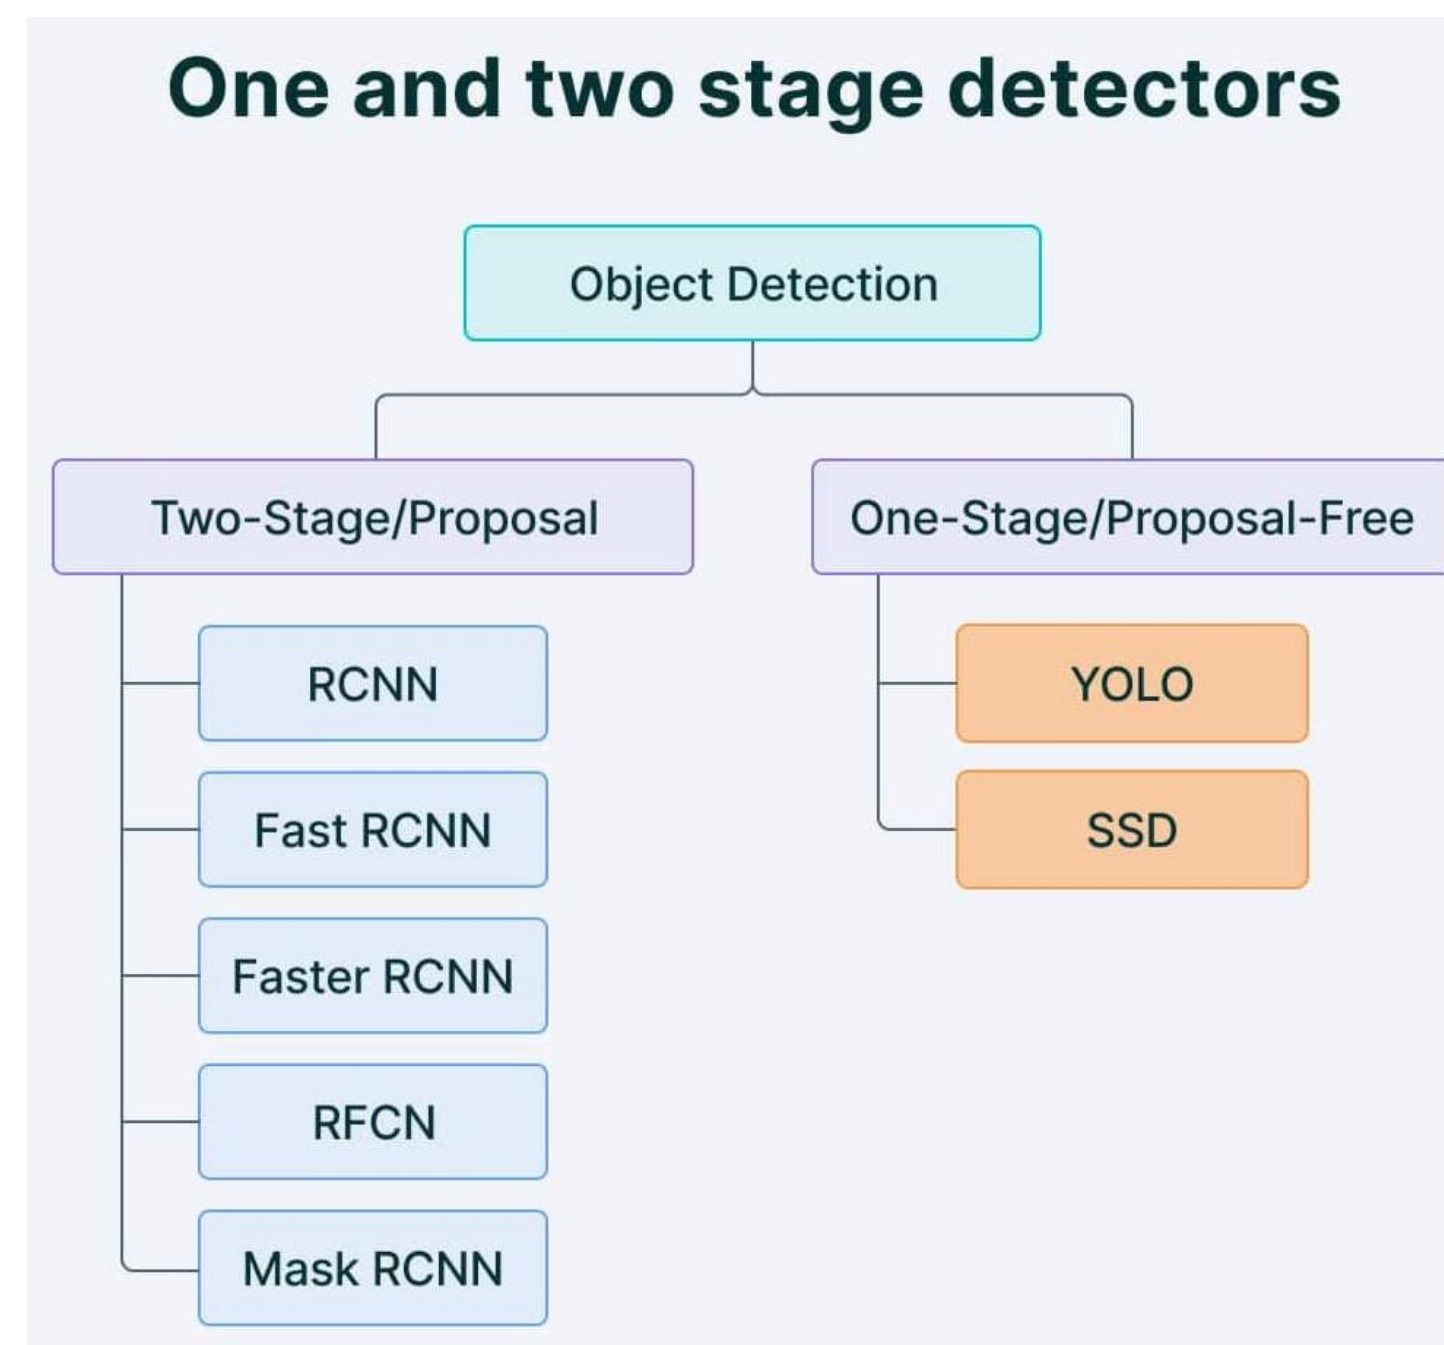 One and two stage detectors
Object Detection
Two-Stage/Proposal
RCNN
Fast RCNN
Faster RCNN
RFCN
Mask RCNN
One-Stage/Proposal-Free
YOLO
SSD